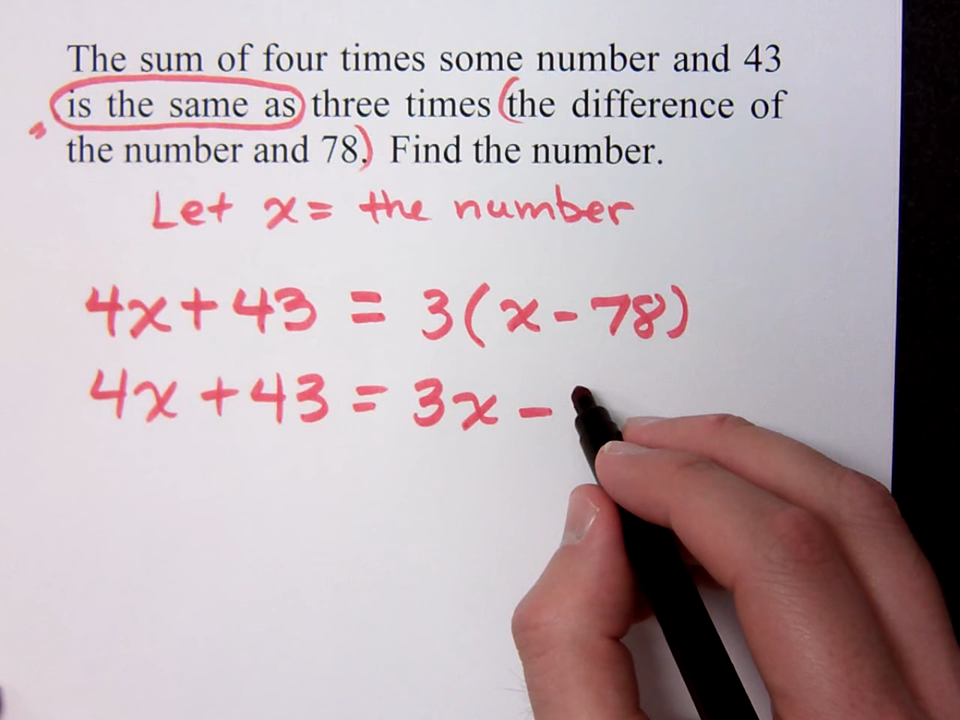 The sum of four times some number and 43
is the same as three times (the difference of
the number and 78.) Find the number.
Let x = the number
4x + 43 = 3(x - 78)
4x + 43 = 3x -